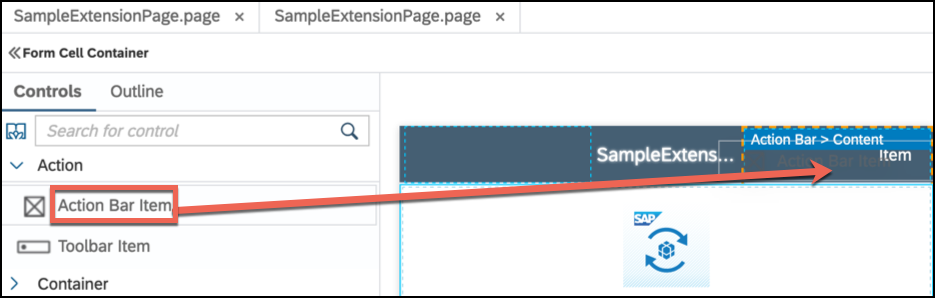 SampleExtensionPage.page × SampleExtensionPage.page ×
Form Cell Container
Controls Outline
Search for control
Action
Action Bar Item
Toolbar Item
Container
SampleExtens...
Action Bar > Content
Action Bar Item
Item
SAP